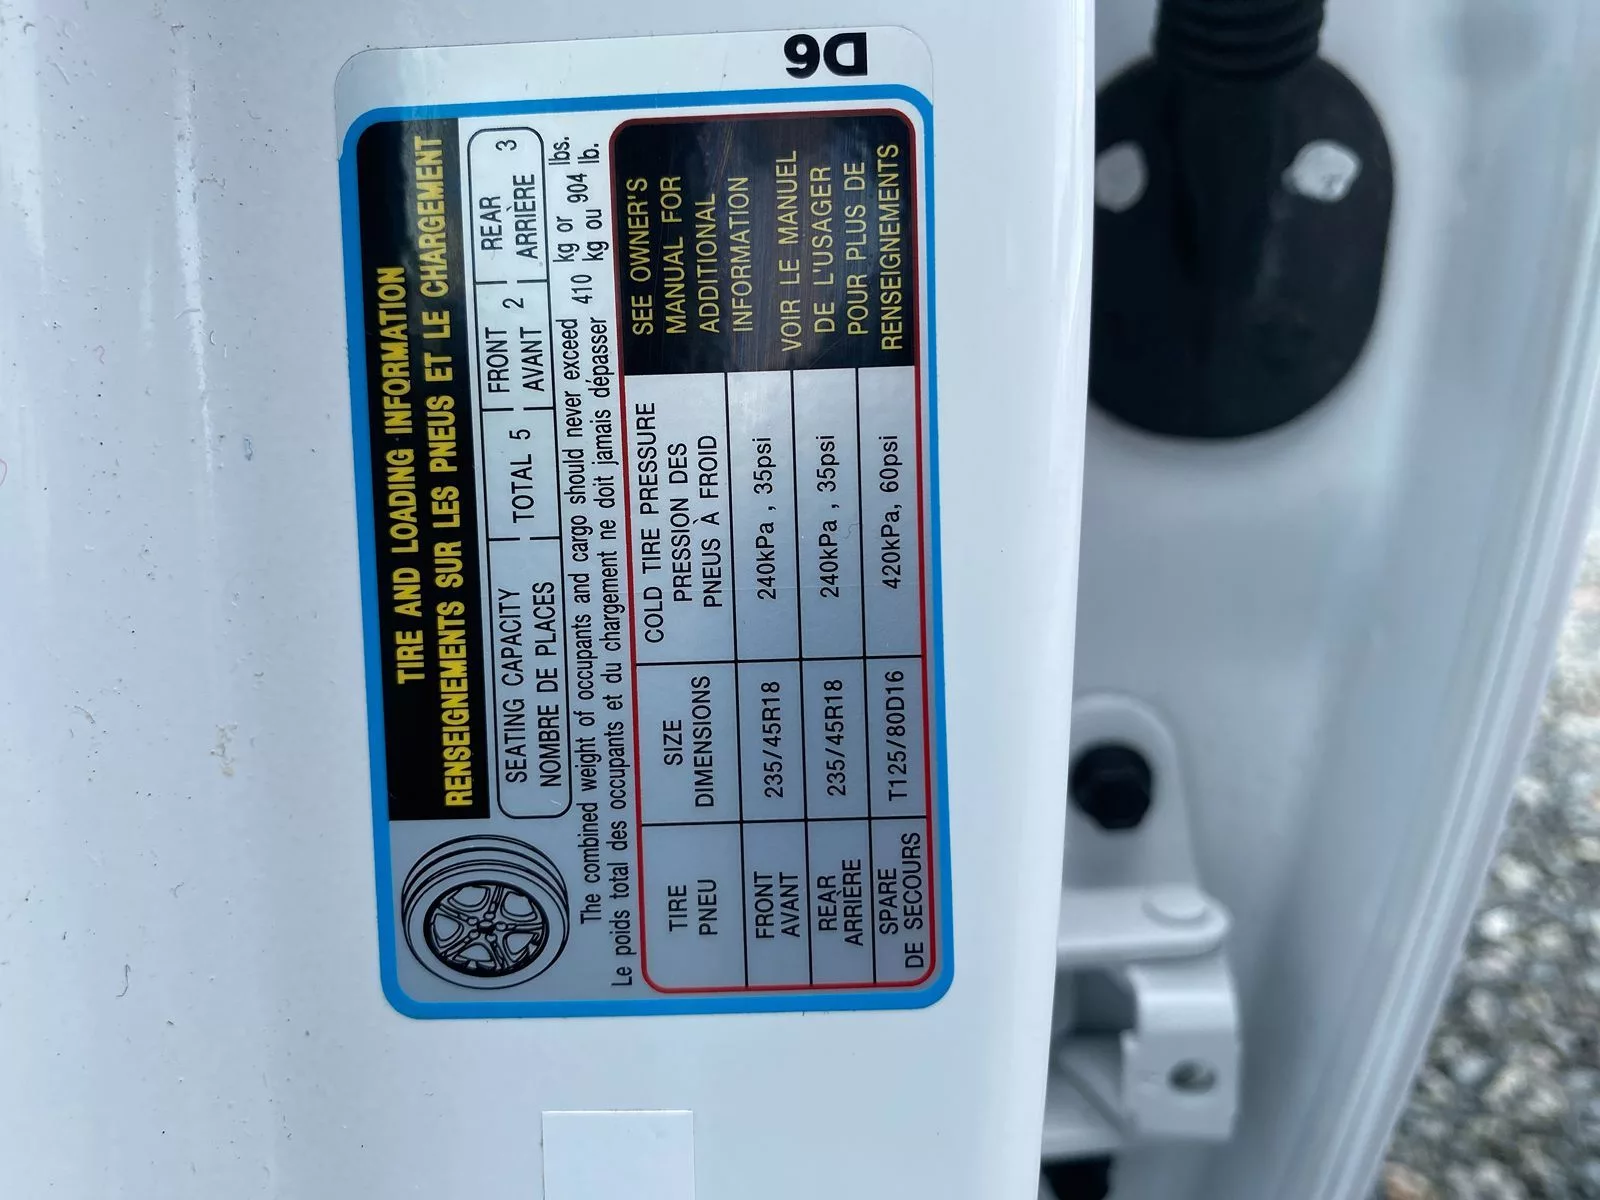 D6
TIRE AND LOADING INFORMATION
RENSEIGNEMENTS SUR LES PNEUS ET LE CHARGEMENT
SEATING CAPACITY TOTAL 5 FRONT 2 REAR 3
NOMBRE DE PLACES AVANT ARRIÈRE
The combined weight of occupants and cargo should never exceed 410 kg or 904 lbs.
Le poids total des occupants et du chargement ne doit jamais dépasser 410 kg ou 904 lb.
TIRE
PNEU
SIZE
DIMENSIONS
COLD TIRE PRESSURE
PRESSION DES
PNEUS À FROID
FRONT
AVANT
235/45R18
240kPa , 35psi
REAR
ARRIÈRE
235/45R18
240kPa , 35psi
SPARE
DE SECOURS
T125/80D16
420kPa, 60psi
SEE OWNER'S
MANUAL FOR
ADDITIONAL
INFORMATION
VOIR LE MANUEL
DE L'USAGER
POUR PLUS DE
RENSEIGNEMENTS